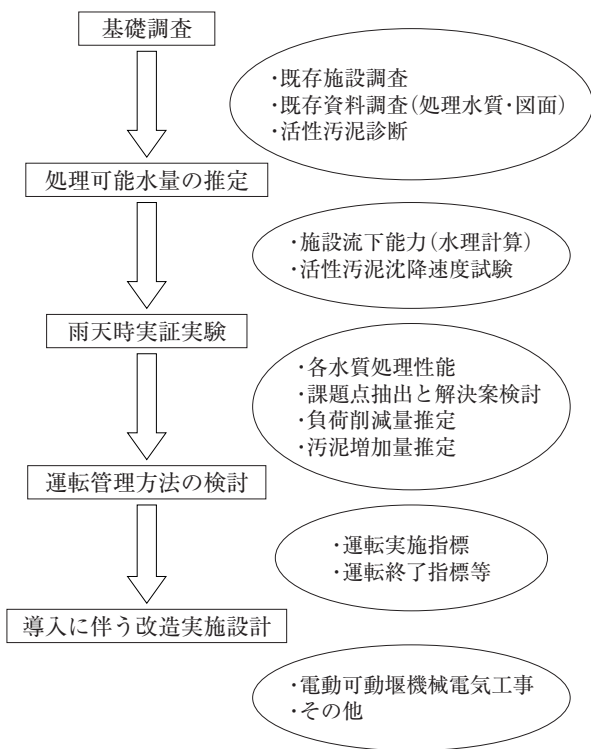 基礎調査
・既存施設調査
・既存資料調査(処理水質・図面)
・活性汚泥診断
処理可能水量の推定
・施設流下能力(水理計算)
・活性汚泥沈降速度試験
雨天時実証実験
・各水質処理性能
・課題点抽出と解決案検討
・負荷削減量推定
・汚泥増加量推定
運転管理方法の検討
・運転実施指標
・運転終了指標等
導入に伴う改造実施設計
・電動可動堰機械電気工事
・その他